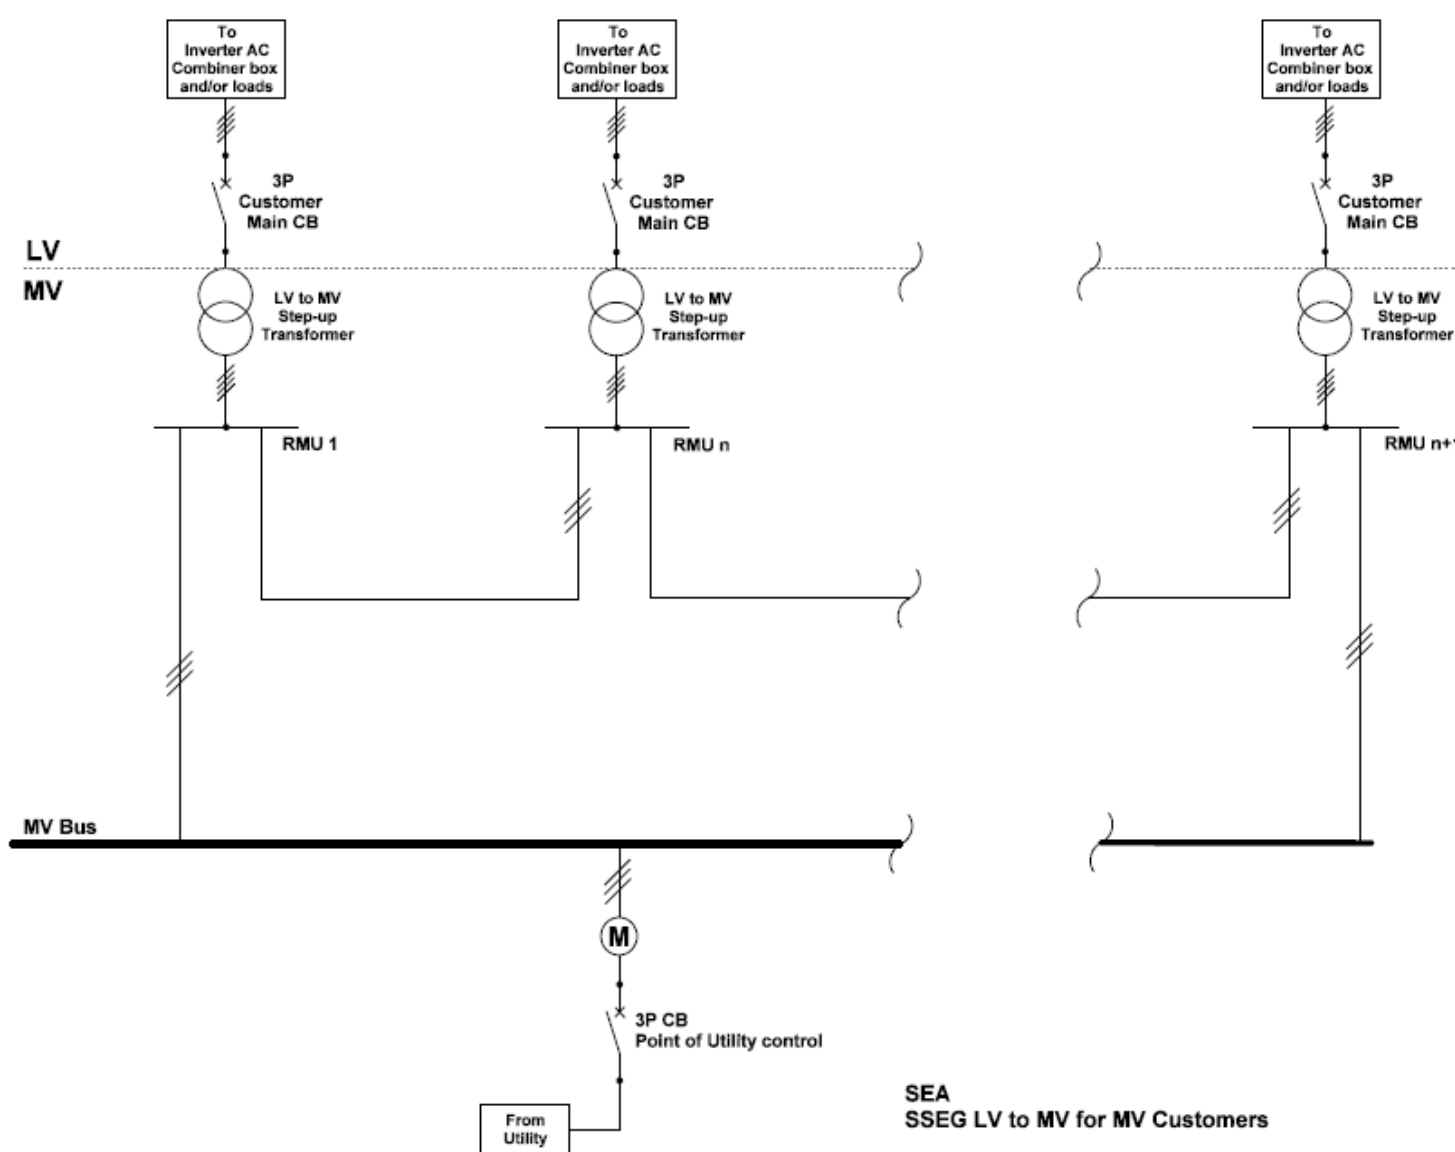 To
Inverter AC
Combiner box
and/or loads
To
Inverter AC
Combiner box
and/or loads
To
Inverter AC
Combiner box
and/or loads
3P
Customer
Main CB
3P
Customer
Main CB
3P
Customer
Main CB
LV
MV
LV to MV
Step-up
Transformer
LV to MV
Step-up
Transformer
LV to MV
Step-up
Transformer
RMU 1
RMU n
RMU n+1
MV Bus
M
3P CB
Point of Utility control
From
Utility
SEA
SSEG LV to MV for MV Customers